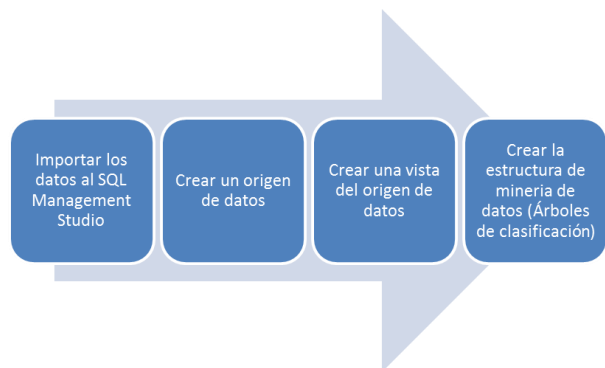 Importar los
datos al SQL
Management
Studio
Crear un origen
de datos
Crear una vista
del origen de
datos
Crear la
estructura de
mineria de
datos (Árboles
de clasificación)